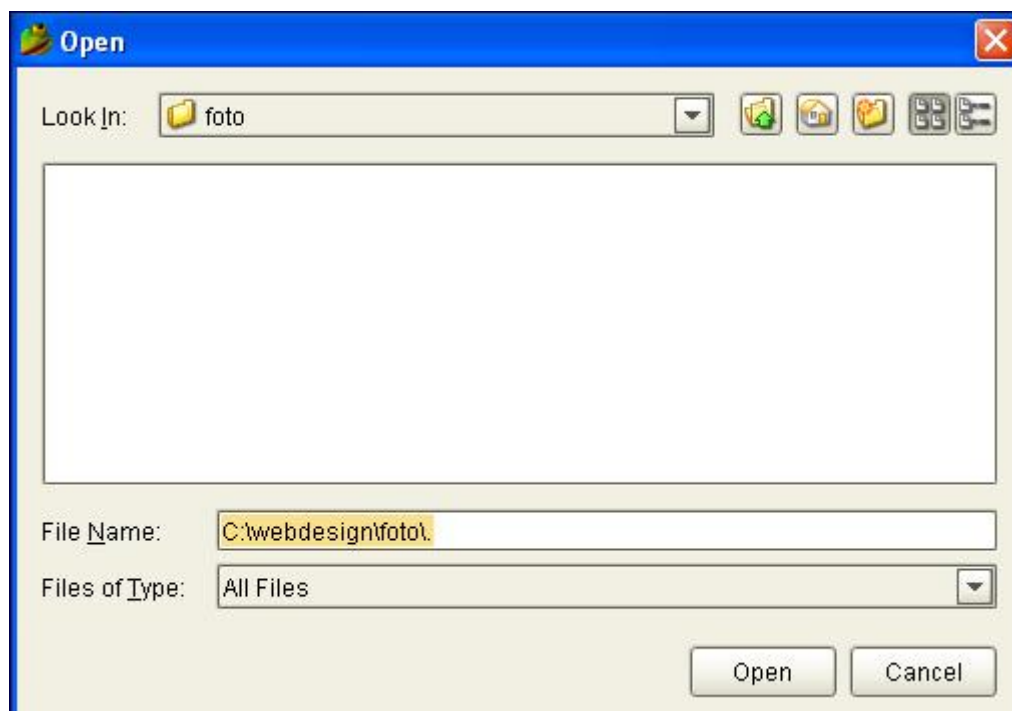 Open
Look In: foto
File Name: C:\webdesign\foto\.
Files of Type: All Files
Open Cancel